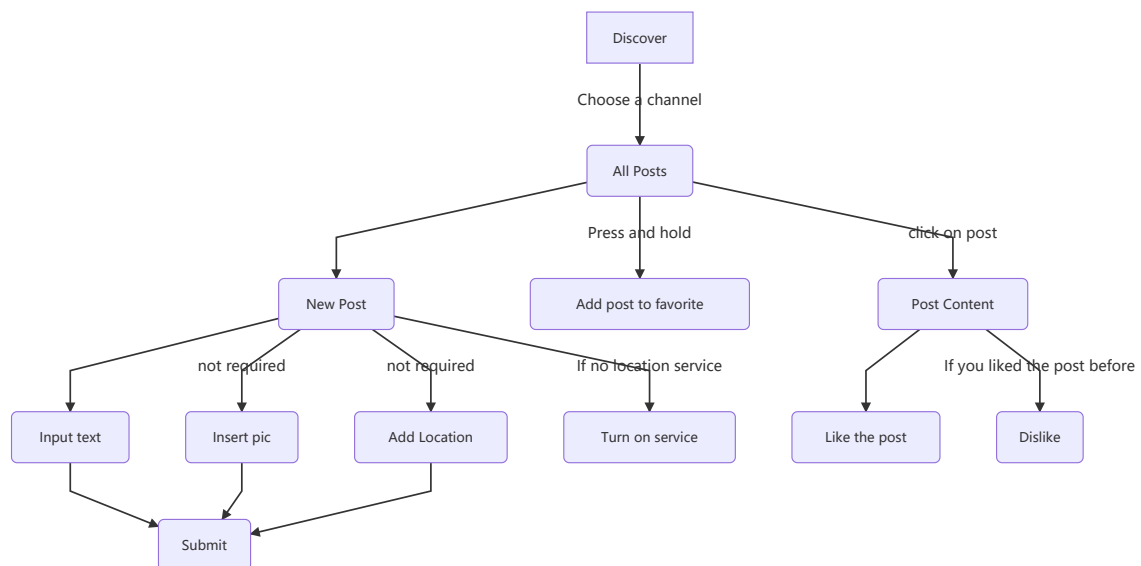 Discover
Choose a channel
All Posts
Press and hold
click on post
New Post
Add post to favorite
Post Content
not required
not required
If no location service
If you liked the post before
Input text
Insert pic
Add Location
Turn on service
Like the post
Dislike
Submit